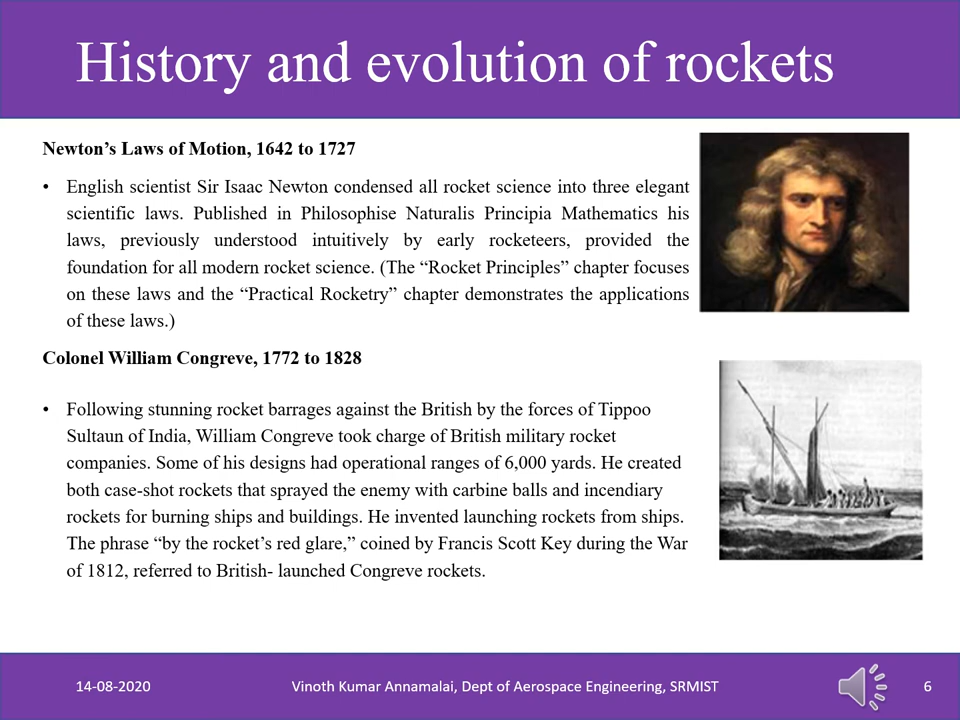 History and evolution of rockets
Newton’s Laws of Motion, 1642 to 1727
• English scientist Sir Isaac Newton condensed all rocket science into three elegant
scientific laws. Published in Philosophise Naturalis Principia Mathematics his
laws, previously understood intuitively by early rocketeers, provided the
foundation for all modern rocket science. (The “Rocket Principles” chapter focuses
on these laws and the “Practical Rocketry” chapter demonstrates the applications
of these laws.)
Colonel William Congreve, 1772 to 1828
• Following stunning rocket barrages against the British by the forces of Tippoo
Sultaun of India, William Congreve took charge of British military rocket
companies. Some of his designs had operational ranges of 6,000 yards. He created
both case-shot rockets that sprayed the enemy with carbine balls and incendiary
rockets for burning ships and buildings. He invented launching rockets from ships.
The phrase “by the rocket’s red glare,” coined by Francis Scott Key during the War
of 1812, referred to British- launched Congreve rockets.
14-08-2020
Vinoth Kumar Annamalai, Dept of Aerospace Engineering, SRMIST
6